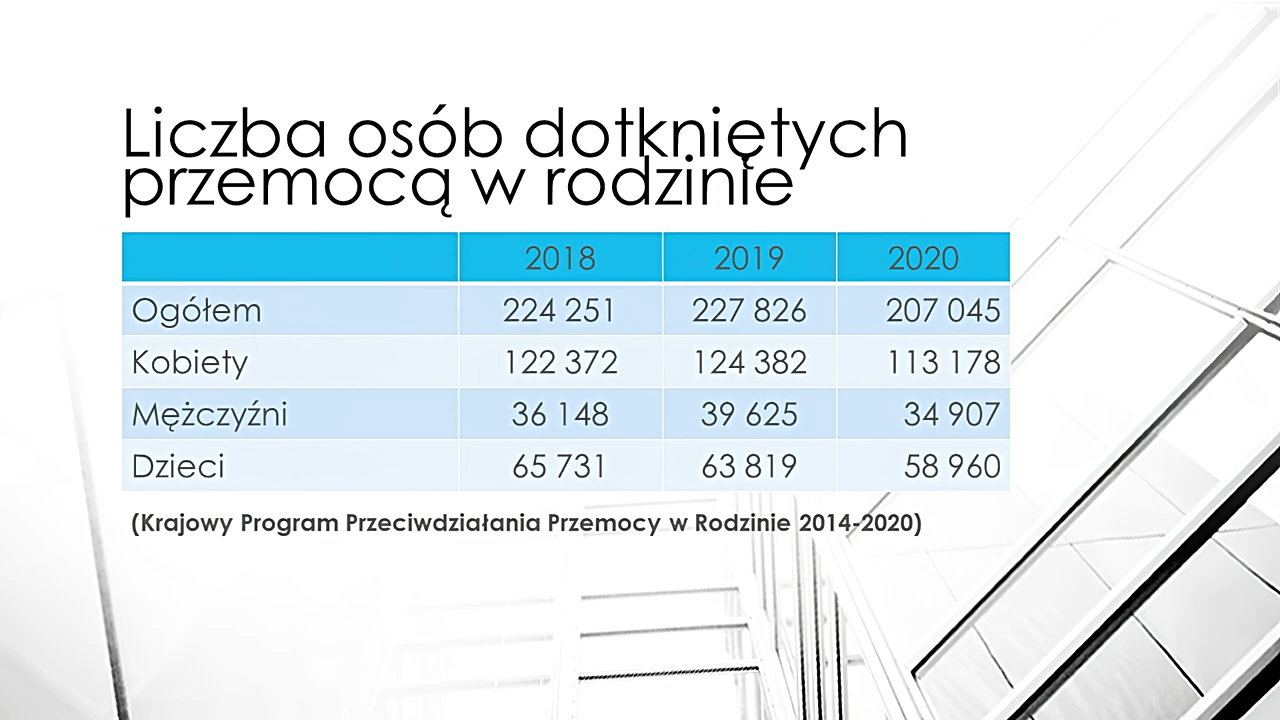 Liczba osób dotkniętych
przemocą w rodzinie
2018 2019 2020
Ogółem 224 251 227 826 207 045
Kobiety 122 372 124 382 113 178
Mężczyźni 36 148 39 625 34 907
Dzieci 65 731 63 819 58 960
(Krajowy Program Przeciwdziałania Przemocy w Rodzinie 2014-2020)